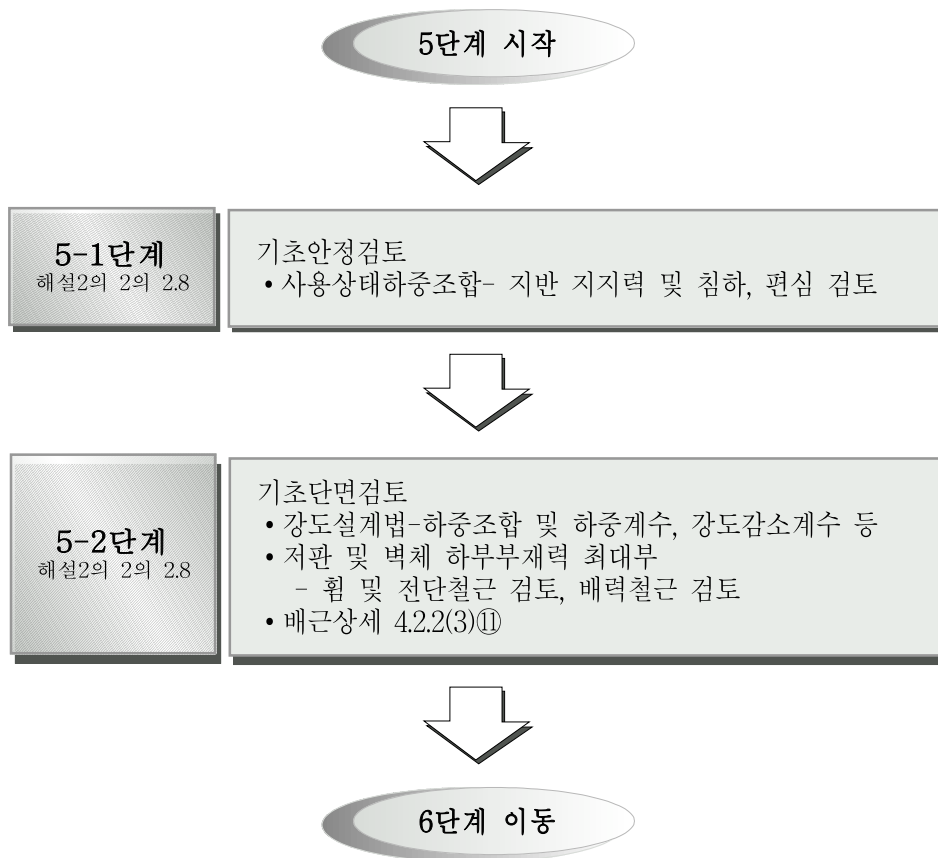 5단계 시작
5-1단계
해설2의 2의 2.8
기초안정검토
• 사용상태하중조합- 지반 지지력 및 침하, 편심 검토
5-2단계
해설2의 2의 2.8
기초단면검토
• 강도설계법-하중조합 및 하중계수, 강도감소계수 등
• 저판 및 벽체 하부부재력 최대부
- 휨 및 전단철근 검토, 배력철근 검토
• 배근상세 4.2.2(3)⑪
6단계 이동